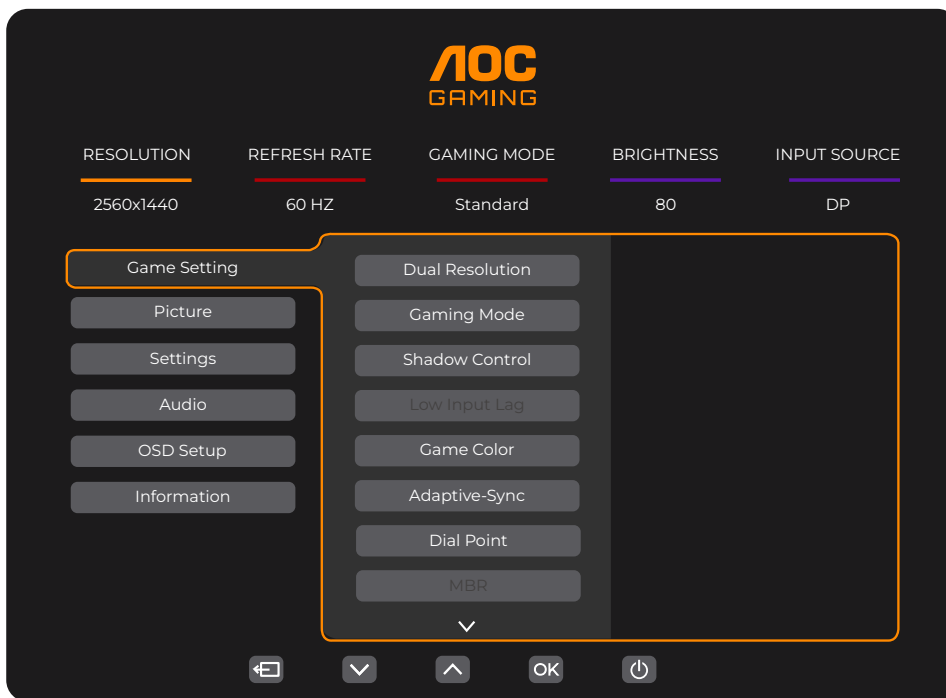 AOC
GAMING
RESOLUTION REFRESH RATE GAMING MODE BRIGHTNESS INPUT SOURCE
2560x1440 60 HZ Standard 80 DP
Game Setting
Picture
Settings
Audio
OSD Setup
Information
Dual Resolution
Gaming Mode
Shadow Control
Low Input Lag
Game Color
Adaptive-Sync
Dial Point
MBR
OK